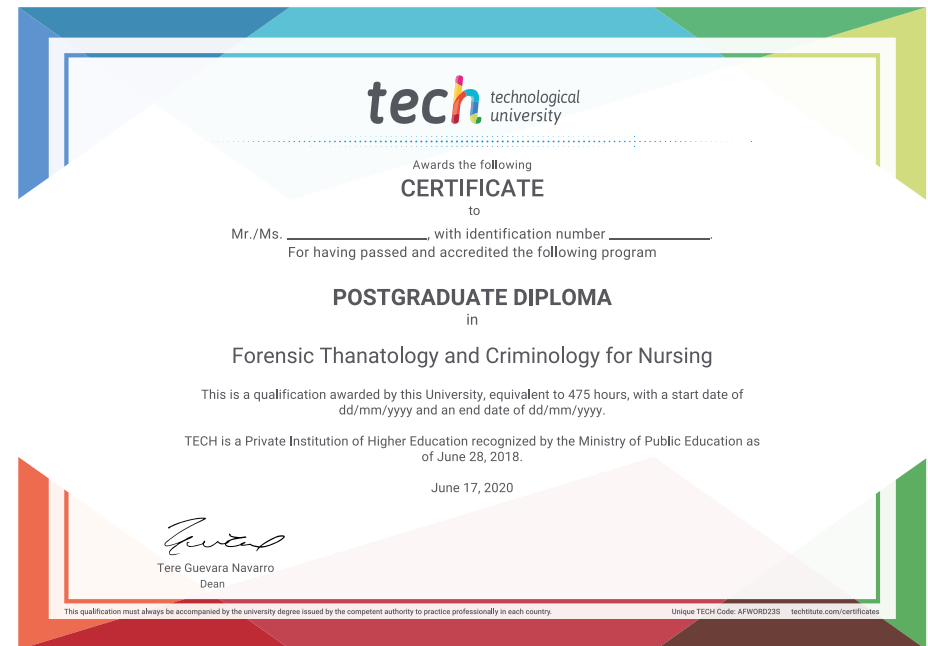 tech technological
university
Awards the following
CERTIFICATE
to
Mr./Ms. ____________________, with identification number ______________.
For having passed and accredited the following program
POSTGRADUATE DIPLOMA
in
Forensic Thanatology and Criminology for Nursing
This is a qualification awarded by this University, equivalent to 475 hours, with a start date of
dd/mm/yyyy and an end date of dd/mm/yyyy.
TECH is a Private Institution of Higher Education recognized by the Ministry of Public Education as
of June 28, 2018.
June 17, 2020
Tere Guevara Navarro
Dean
This qualification must always be accompanied by the university degree issued by the competent authority to practice professionally in each country. Unique TECH Code: AFWORD23S techtitute.com/certificates